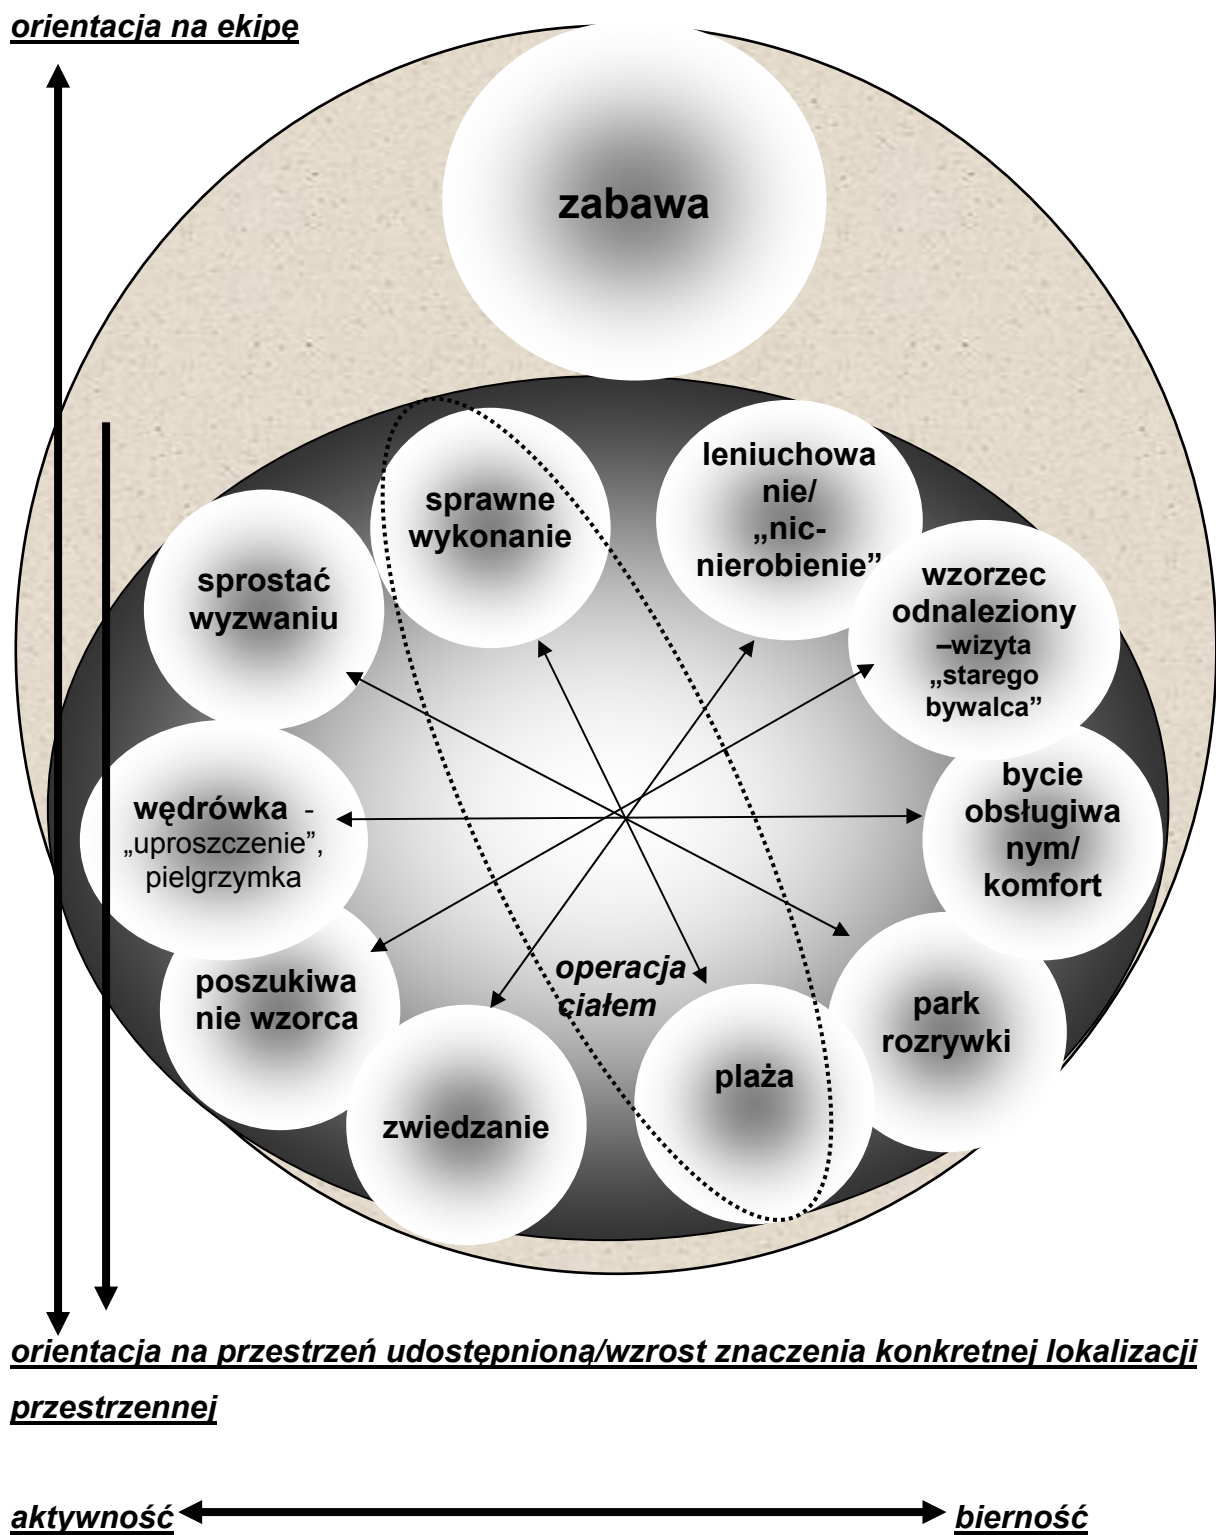 orientacja na ekipę
zabawa
leniuchowa
nie/
„nic-
nierobienie”
sprawne
wykonanie
sprostać
wyzwaniu
wzorzec
odnaleziony
–wizyta
„starego
bywalca”
wędrówka -
„uproszczenie”,
pielgrzymka
bycie
obsługiwa
nym/
komfort
poszukiwa
nie wzorca
operacja
ciałem
park
rozrywki
zwiedzanie
plaża
orientacja na przestrzeń udostępnioną/wzrost znaczenia konkretnej lokalizacji
przestrzennej
aktywność
bierność